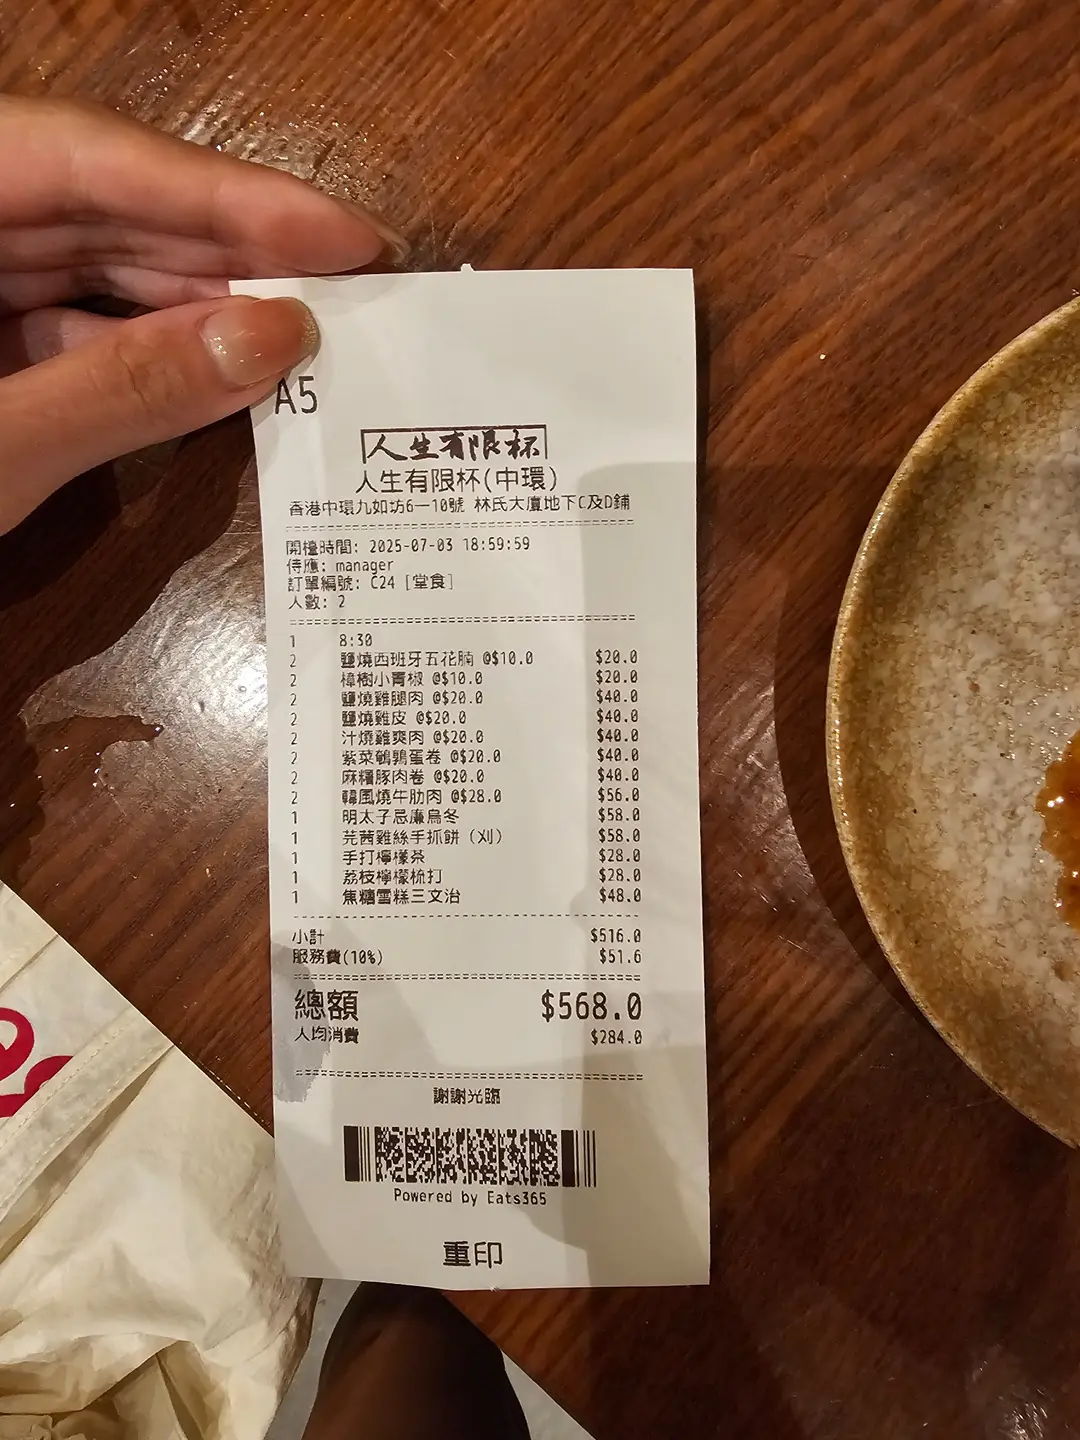 A5
人生有限杯
人生有限杯(中環)
香港中環九如坊6-10號 林氏大廈地下C及D鋪
開檯時間: 2025-07-03 18:59:59
侍應: manager
訂單編號: C24 [堂食]
人數: 2
1 8:30
2 鹽燒西班牙五花腩 @$10.0 $20.0
2 樟樹小青椒 @$10.0 $20.0
2 鹽燒雞腿肉 @$20.0 $40.0
2 鹽燒雞皮 @$20.0 $40.0
2 汁燒雞爽肉 @$20.0 $40.0
2 紫菜鵪鶉蛋卷 @$20.0 $40.0
2 麻糬豚肉卷 @$20.0 $40.0
2 韓風燒牛肋肉 @$28.0 $56.0
1 明太子忌廉烏冬 $58.0
1 芫茜雞絲手抓餅（刈） $58.0
1 手打檸檬茶 $28.0
1 荔枝檸檬梳打 $28.0
1 焦糖雪糕三文治 $48.0
小計 $516.0
服務費(10%) $51.6
總額 $568.0
人均消費 $284.0
謝謝光臨
Powered by Eats365
重印